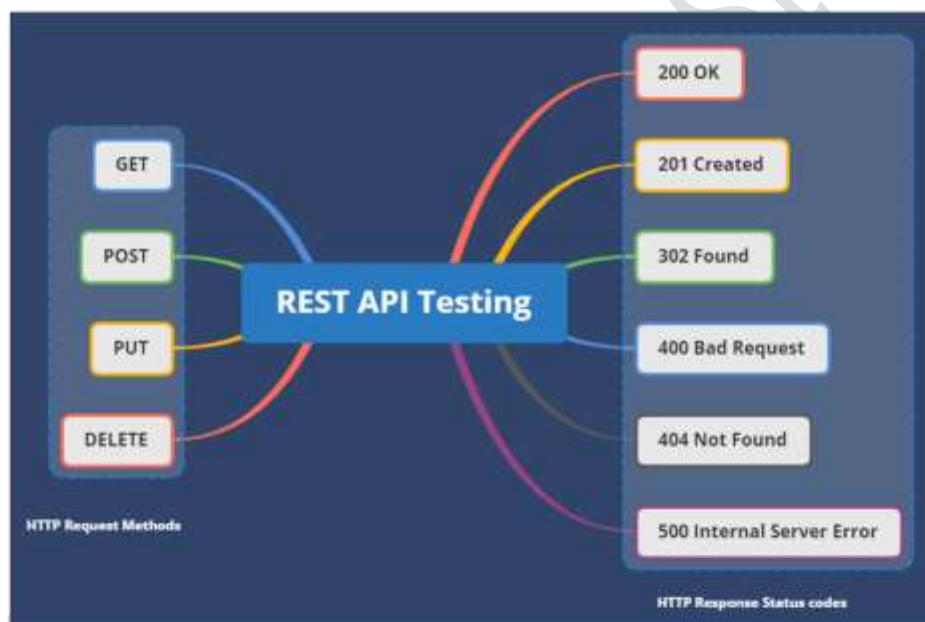 GET
POST
PUT
DELETE
HTTP Request Methods
REST API Testing
200 OK
201 Created
302 Found
400 Bad Request
404 Not Found
500 Internal Server Error
HTTP Response Status codes